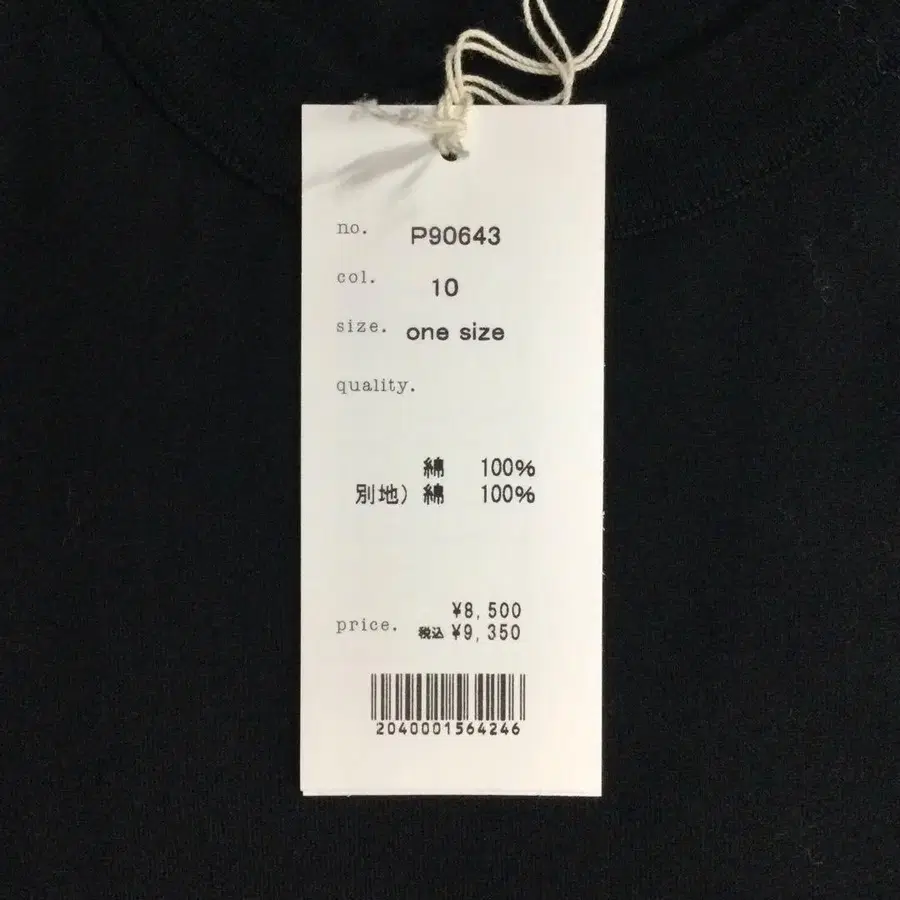 no. P90643
col. 10
size. one size
quality.
綿 100%
別地) 綿 100%
¥8,500
price. 税込 ¥9,350
2040001564246